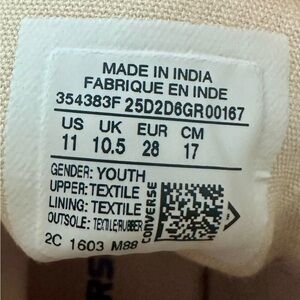 MADE IN INDIA
FABRIQUE EN INDE
354383F 25D2D6GR00167
US UK EUR CM
11 10.5 28 17
GENDER: YOUTH
UPPER: TEXTILE
LINING: TEXTILE
OUTSOLE: TEXTILE/RUBBER
2C 1603 M88
CONVERSE